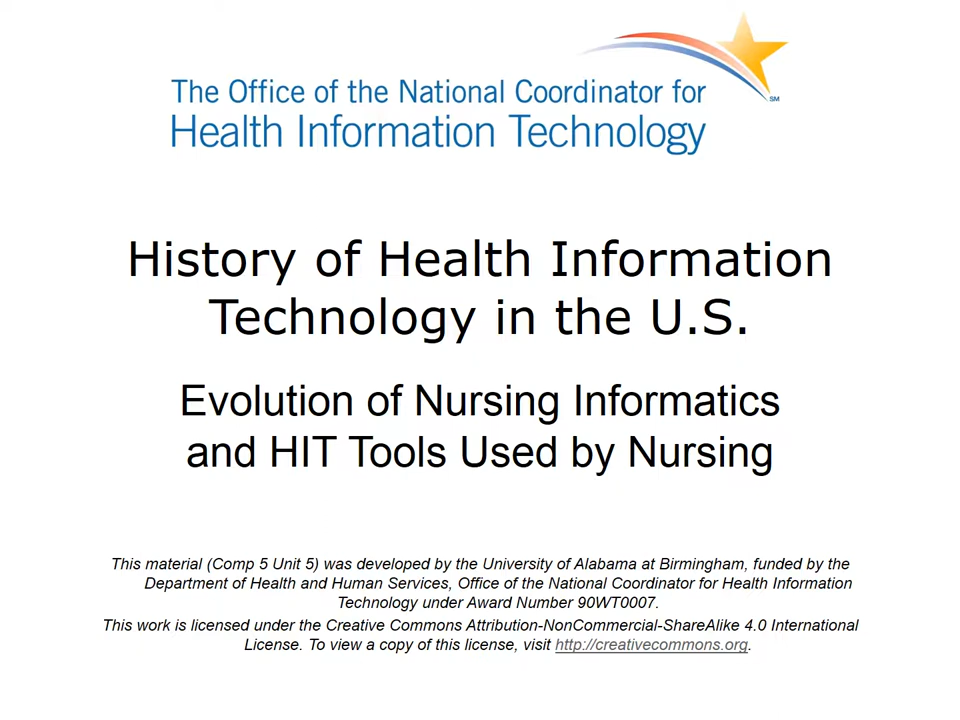 The Office of the National Coordinator for
Health Information Technology
SM
History of Health Information
Technology in the U.S.
Evolution of Nursing Informatics
and HIT Tools Used by Nursing
This material (Comp 5 Unit 5) was developed by the University of Alabama at Birmingham, funded by the
Department of Health and Human Services, Office of the National Coordinator for Health Information
Technology under Award Number 90WT0007.
This work is licensed under the Creative Commons Attribution-NonCommercial-ShareAlike 4.0 International
License. To view a copy of this license, visit http://creativecommons.org.